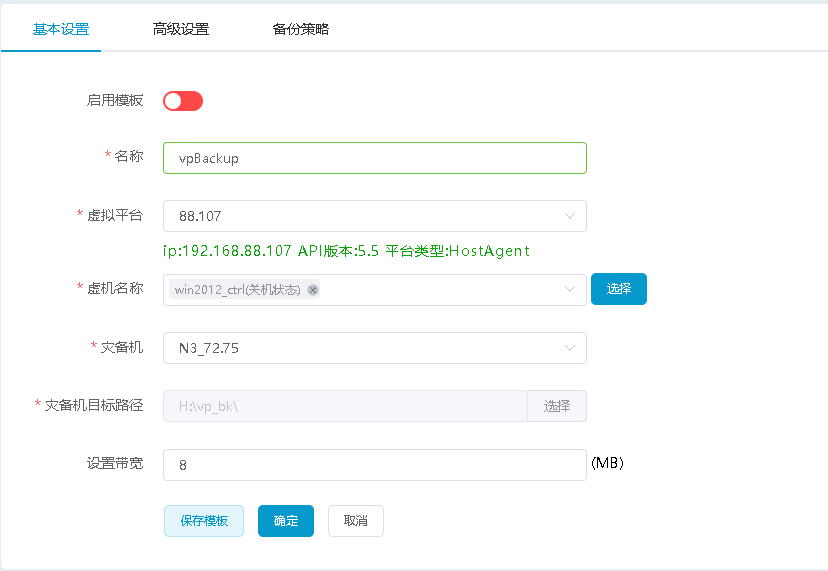 基本设置 高级设置 备份策略
启用模板
* 名称 vpBackup
* 虚拟平台 88.107
ip:192.168.88.107 API版本:5.5 平台类型:HostAgent
* 虚机名称 win2012_ctrl(关机状态) 选择
* 灾备机 N3_72.75
* 灾备机目标路径 H:\vp_bk\ 选择
设置带宽 8 (MB)
保存模板 确定 取消